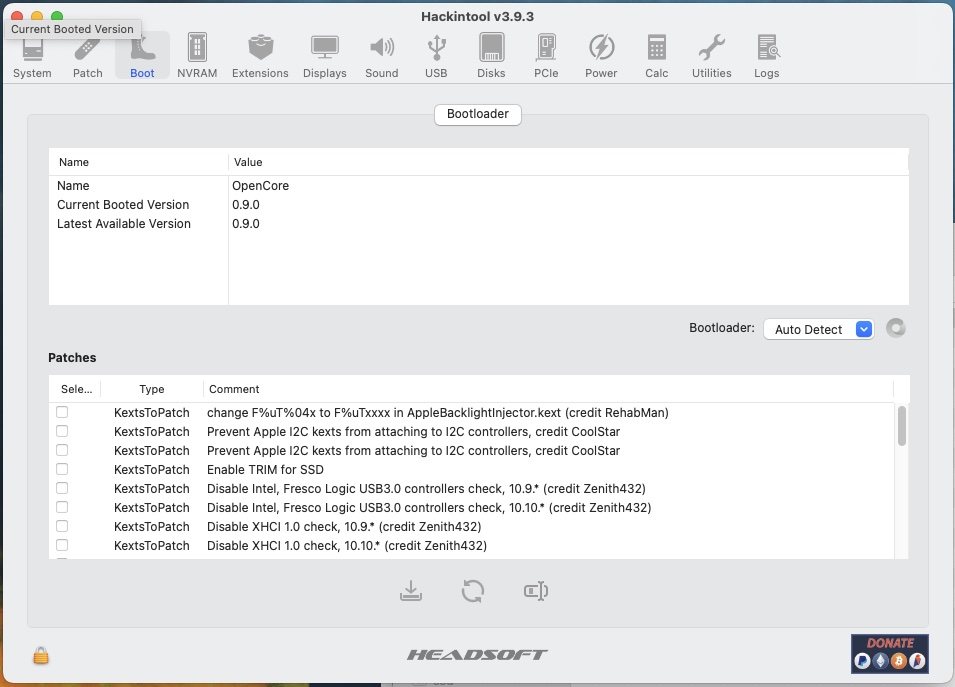 Hackintool v3.9.3
Current Booted Version
System Patch Boot NVRAM Extensions Displays Sound USB Disks PCIe Power Calc Utilities Logs
Bootloader
Name Value
Name OpenCore
Current Booted Version 0.9.0
Latest Available Version 0.9.0
Bootloader: Auto Detect
Patches
Sele... Type Comment
KextsToPatch change F%uT%04x to F%uTxxxx in AppleBacklightInjector.kext (credit RehabMan)
KextsToPatch Prevent Apple I2C kexts from attaching to I2C controllers, credit CoolStar
KextsToPatch Prevent Apple I2C kexts from attaching to I2C controllers, credit CoolStar
KextsToPatch Enable TRIM for SSD
KextsToPatch Disable Intel, Fresco Logic USB3.0 controllers check, 10.9.* (credit Zenith432)
KextsToPatch Disable Intel, Fresco Logic USB3.0 controllers check, 10.10.* (credit Zenith432)
KextsToPatch Disable XHCI 1.0 check, 10.9.* (credit Zenith432)
KextsToPatch Disable XHCI 1.0 check, 10.10.* (credit Zenith432)
HEADSOFT
DONATE